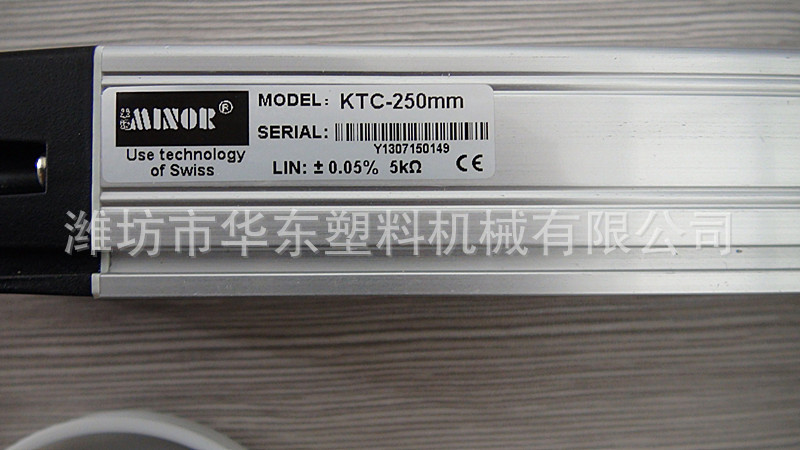 MINOR®
Use technology
of Swiss
MODEL: KTC-250mm
SERIAL:
Y1307150149
LIN: ±0.05% 5kΩ CE
潍坊市华东塑料机械有限公司